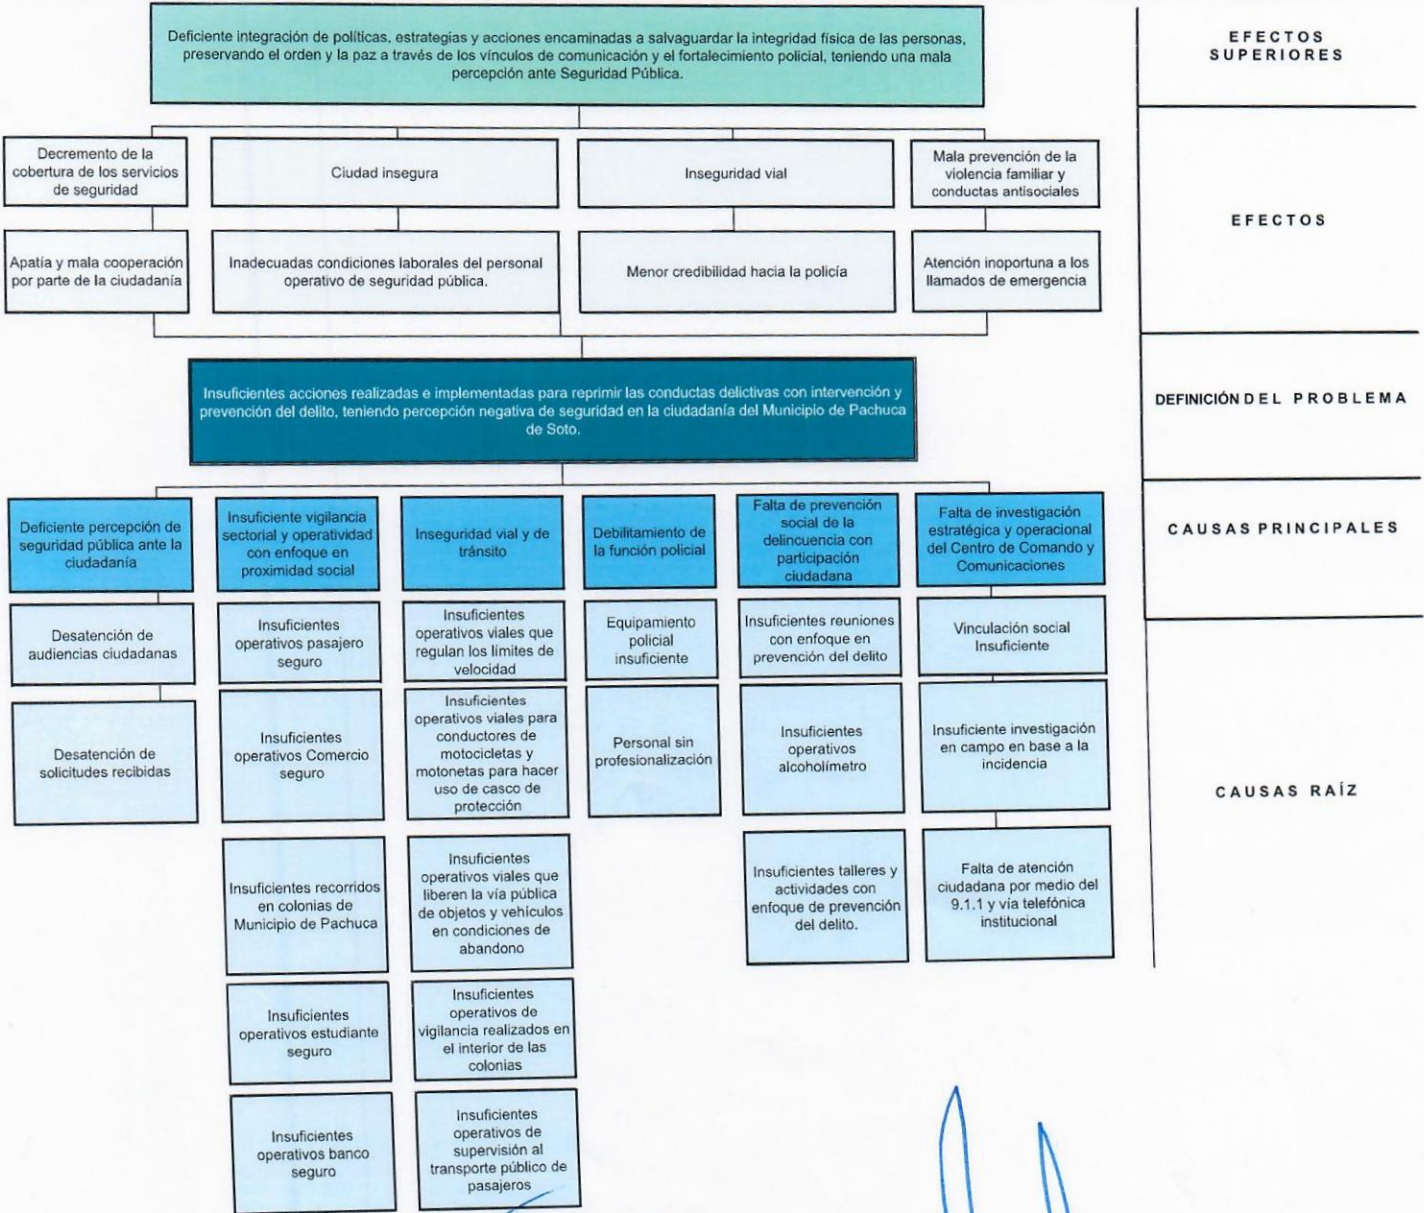 Deficiente integración de políticas, estrategias y acciones encaminadas a salvaguardar la integridad física de las personas,
preservando el orden y la paz a través de los vínculos de comunicación y el fortalecimiento policial, teniendo una mala
percepción ante Seguridad Pública.
EFECTOS
SUPERIORES
Decremento de la
cobertura de los servicios
de seguridad
Ciudad insegura
Inseguridad vial
Mala prevención de la
violencia familiar y
conductas antisociales
EFECTOS
Apatía y mala cooperación
por parte de la ciudadanía
Inadecuadas condiciones laborales del personal
operativo de seguridad pública.
Menor credibilidad hacia la policía
Atención inoportuna a los
llamados de emergencia
Insuficientes acciones realizadas e implementadas para reprimir las conductas delictivas con intervención y
prevención del delito, teniendo percepción negativa de seguridad en la ciudadanía del Municipio de Pachuca
de Soto.
DEFINICIÓN DEL PROBLEMA
Deficiente percepción de
seguridad pública ante la
ciudadanía
Insuficiente vigilancia
sectorial y operatividad
con enfoque en
proximidad social
Inseguridad vial y de
tránsito
Debilitamiento de
la función policial
Falta de prevención
social de la
delincuencia con
participación
ciudadana
Falta de investigación
estratégica y operacional
del Centro de Comando y
Comunicaciones
CAUSAS PRINCIPALES
Desatención de
audiencias ciudadanas
Insuficientes
operativos pasajero
seguro
Insuficientes
operativos viales que
regulan los límites de
velocidad
Equipamiento
policial
insuficiente
Insuficientes reuniones
con enfoque en
prevención del delito
Vinculación social
Insuficiente
Desatención de
solicitudes recibidas
Insuficientes
operativos Comercio
seguro
Insuficientes
operativos viales para
conductores de
motocicletas y
motonetas para hacer
uso de casco de
protección
Personal sin
profesionalización
Insuficientes
operativos
alcoholímetro
Insuficiente investigación
en campo en base a la
incidencia
CAUSAS RAÍZ
Insuficientes recorridos
en colonias de
Municipio de Pachuca
Insuficientes
operativos viales que
liberen la vía pública
de objetos y vehículos
en condiciones de
abandono
Insuficientes talleres y
actividades con
enfoque de prevención
del delito.
Falta de atención
ciudadana por medio del
9.1.1 y vía telefónica
institucional
Insuficientes
operativos estudiante
seguro
Insuficientes
operativos de
vigilancia realizados en
el interior de las
colonias
Insuficientes
operativos banco
seguro
Insuficientes
operativos de
supervisión al
transporte público de
pasajeros